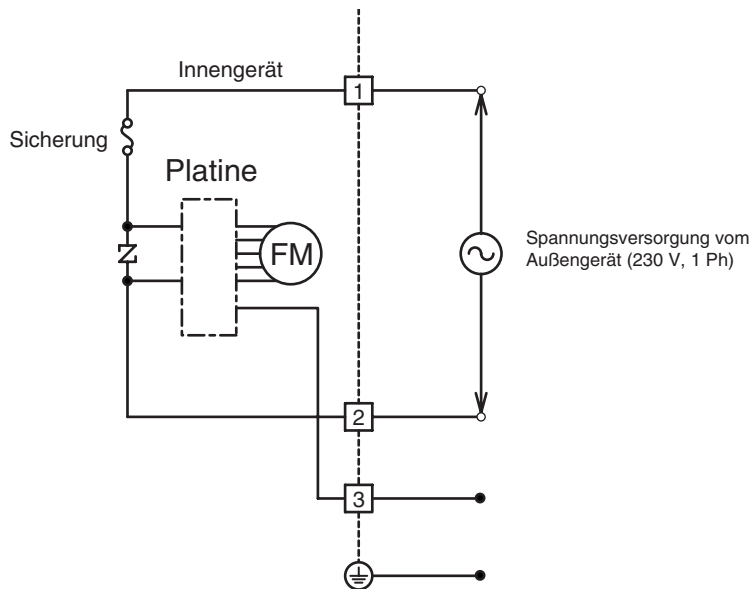 Innengerät
1
Sicherung
Platine
FM
Spannungsversorgung vom
Außengerät (230 V, 1 Ph)
2
3